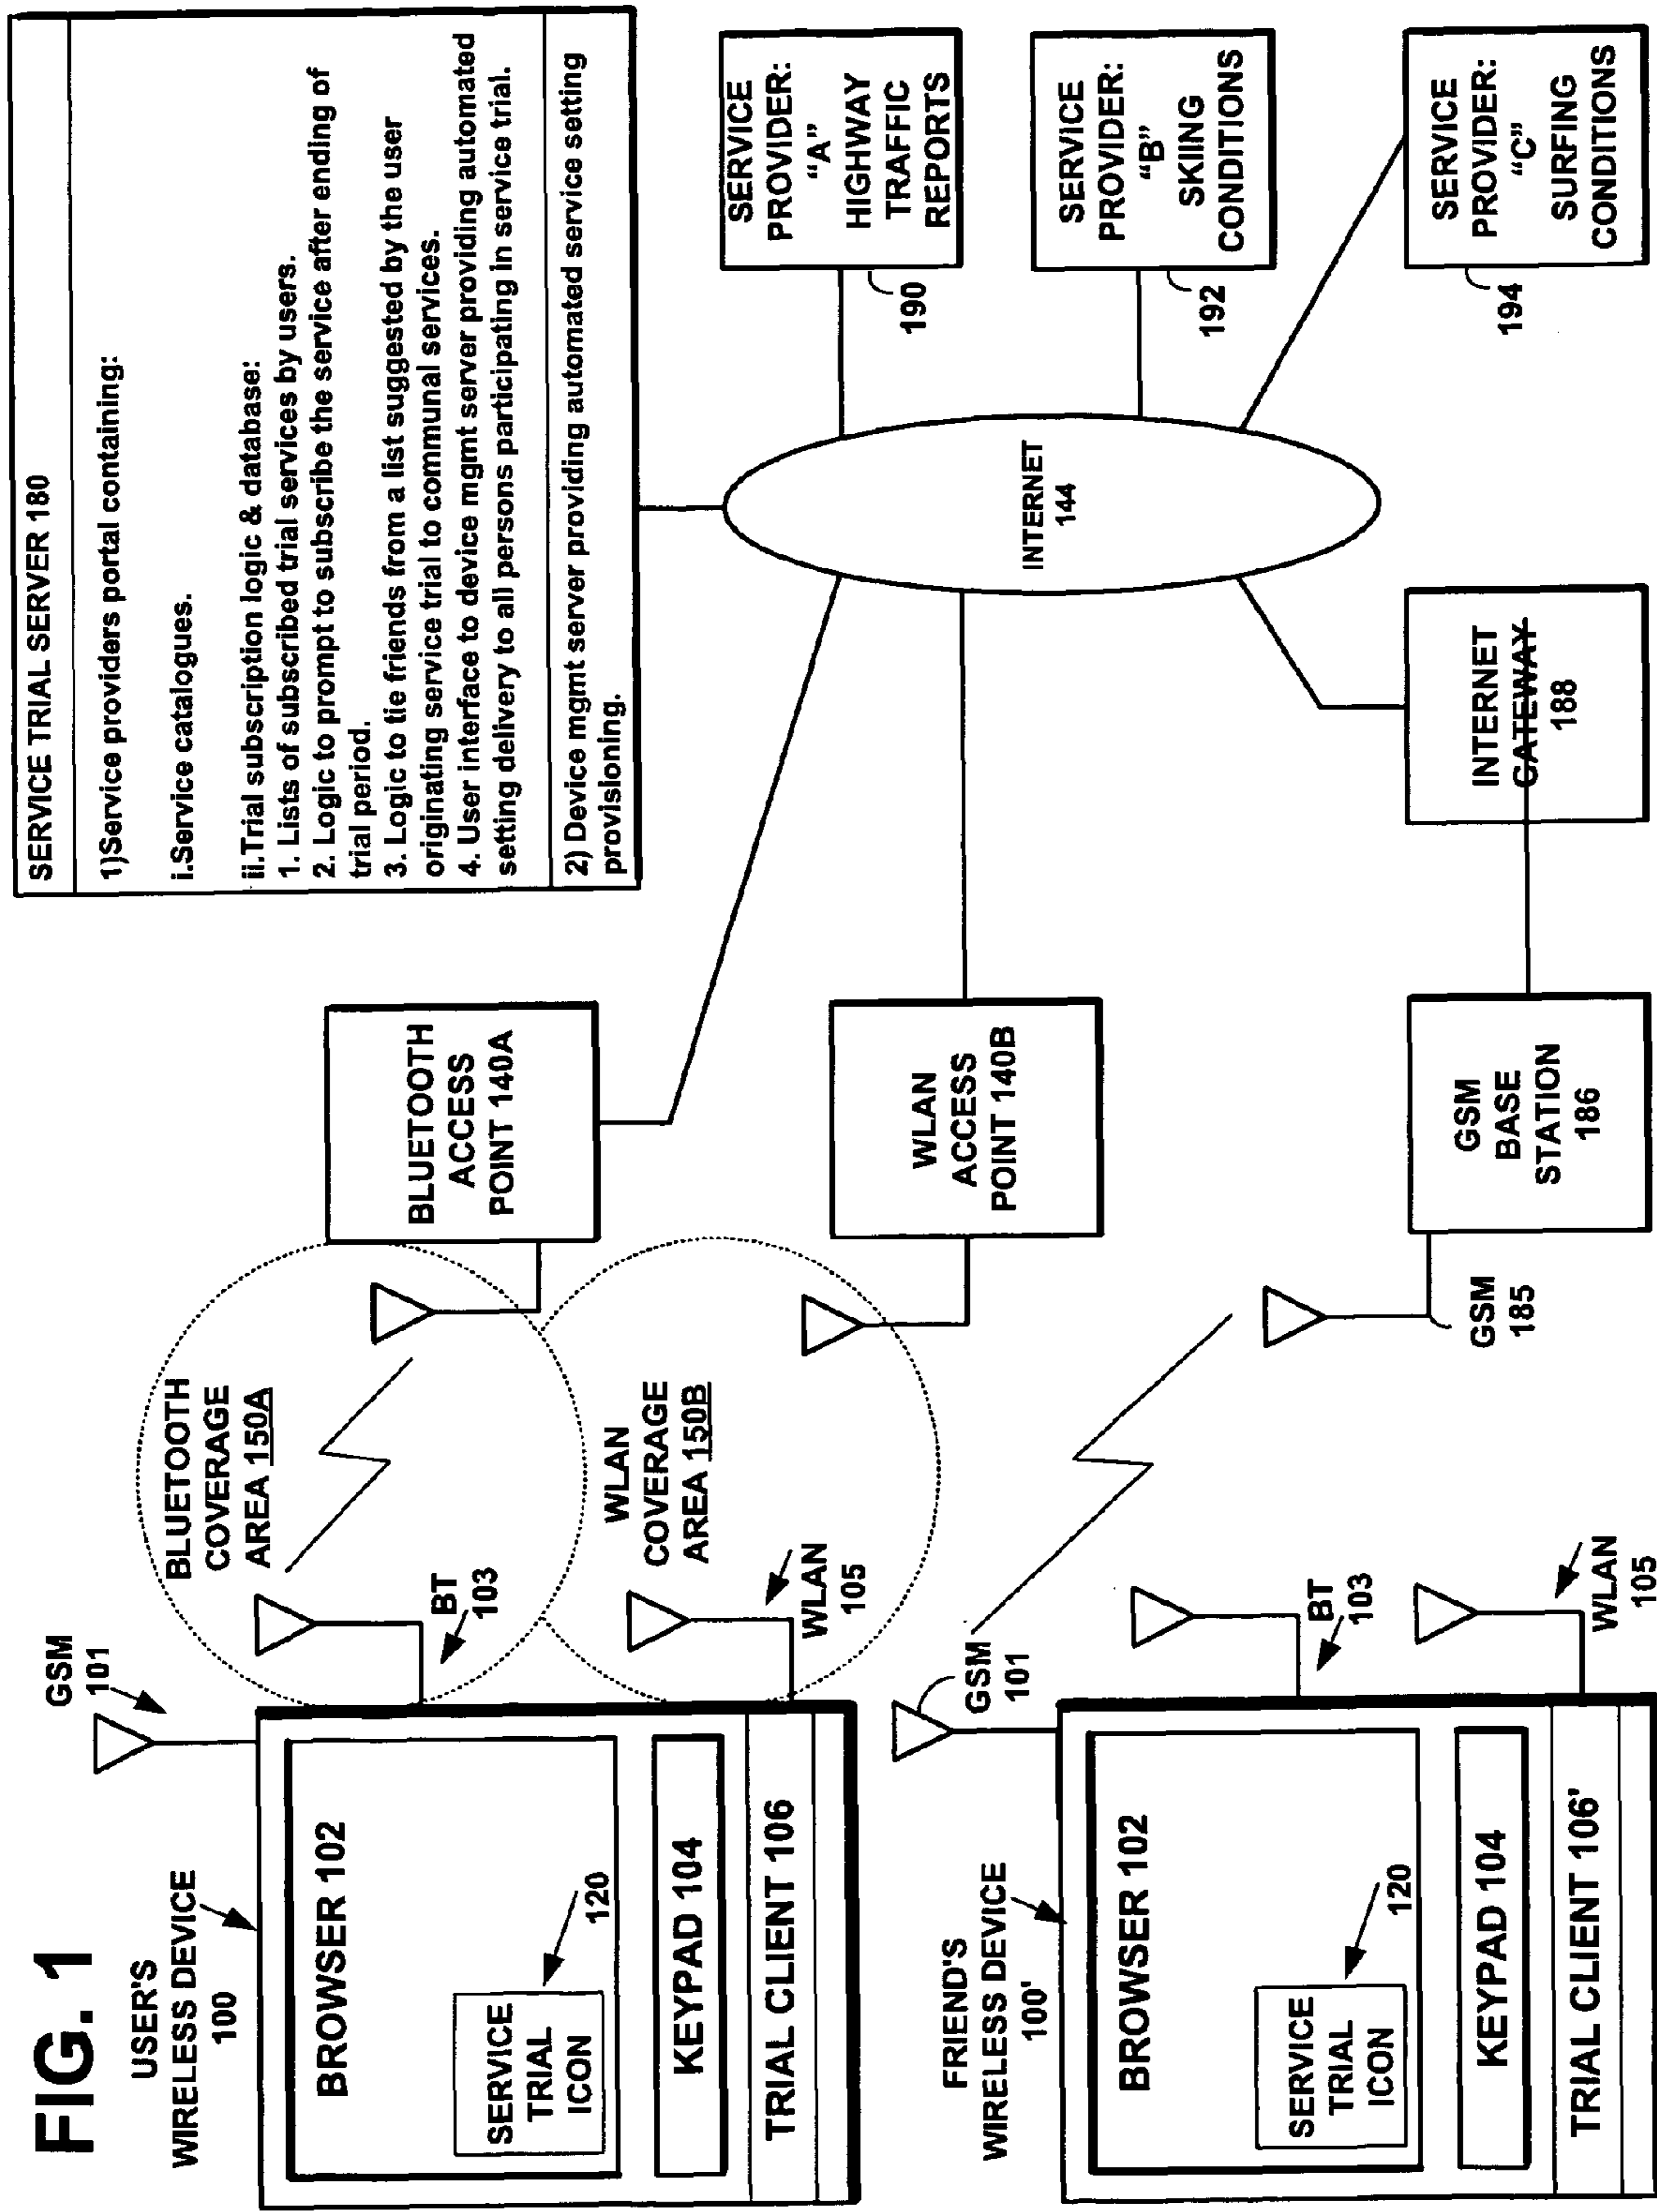 FIG. 1
USER'S
WIRELESS DEVICE
100
GSM
101
BROWSER 102
SERVICE
TRIAL
ICON
120
KEYPAD 104
TRIAL CLIENT 106
BT
103
WLAN
105
BLUETOOTH
COVERAGE
AREA 150A
WLAN
COVERAGE
AREA 150B
FRIEND'S
WIRELESS DEVICE
100'
GSM
101
BROWSER 102
SERVICE
TRIAL
ICON
120
KEYPAD 104
TRIAL CLIENT 106'
BT
103
WLAN
105
BLUETOOTH
ACCESS
POINT 140A
WLAN
ACCESS
POINT 140B
GSM
185
GSM
BASE
STATION
186
INTERNET
GATEWAY
188
INTERNET
144
SERVICE TRIAL SERVER 180
1)Service providers portal containing:
i.Service catalogues.
ii.Trial subscription logic & database:
1. Lists of subscribed trial services by users.
2. Logic to prompt to subscribe the service after ending of
trial period.
3. Logic to tie friends from a list suggested by the user
originating service trial to communal services.
4. User interface to device mgmt server providing automated
setting delivery to all persons participating in service trial.
2) Device mgmt server providing automated service setting
provisioning.
SERVICE
PROVIDER:
"A"
HIGHWAY
TRAFFIC
REPORTS
190
SERVICE
PROVIDER:
"B"
SKIING
CONDITIONS
192
SERVICE
PROVIDER:
"C"
SURFING
CONDITIONS
194